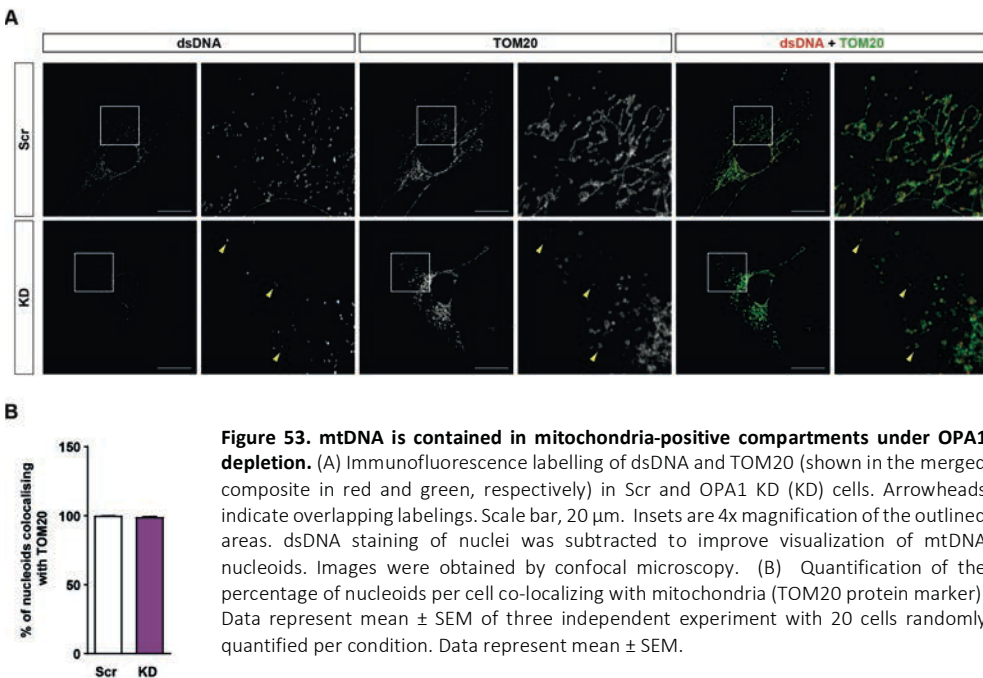 A
dsDNA TOM20 dsDNA + TOM20
Scr
KD
B
% of nucleoids colocalising
with TOM20
150
100
50
0
Scr KD
Figure 53. mtDNA is contained in mitochondria-positive compartments under OPA1
depletion. (A) Immunofluorescence labelling of dsDNA and TOM20 (shown in the merged
composite in red and green, respectively) in Scr and OPA1 KD (KD) cells. Arrowheads
indicate overlapping labelings. Scale bar, 20 µm. Insets are 4x magnification of the outlined
areas. dsDNA staining of nuclei was subtracted to improve visualization of mtDNA
nucleoids. Images were obtained by confocal microscopy. (B) Quantification of the
percentage of nucleoids per cell co-localizing with mitochondria (TOM20 protein marker)
Data represent mean ± SEM of three independent experiment with 20 cells randomly
quantified per condition. Data represent mean ± SEM.